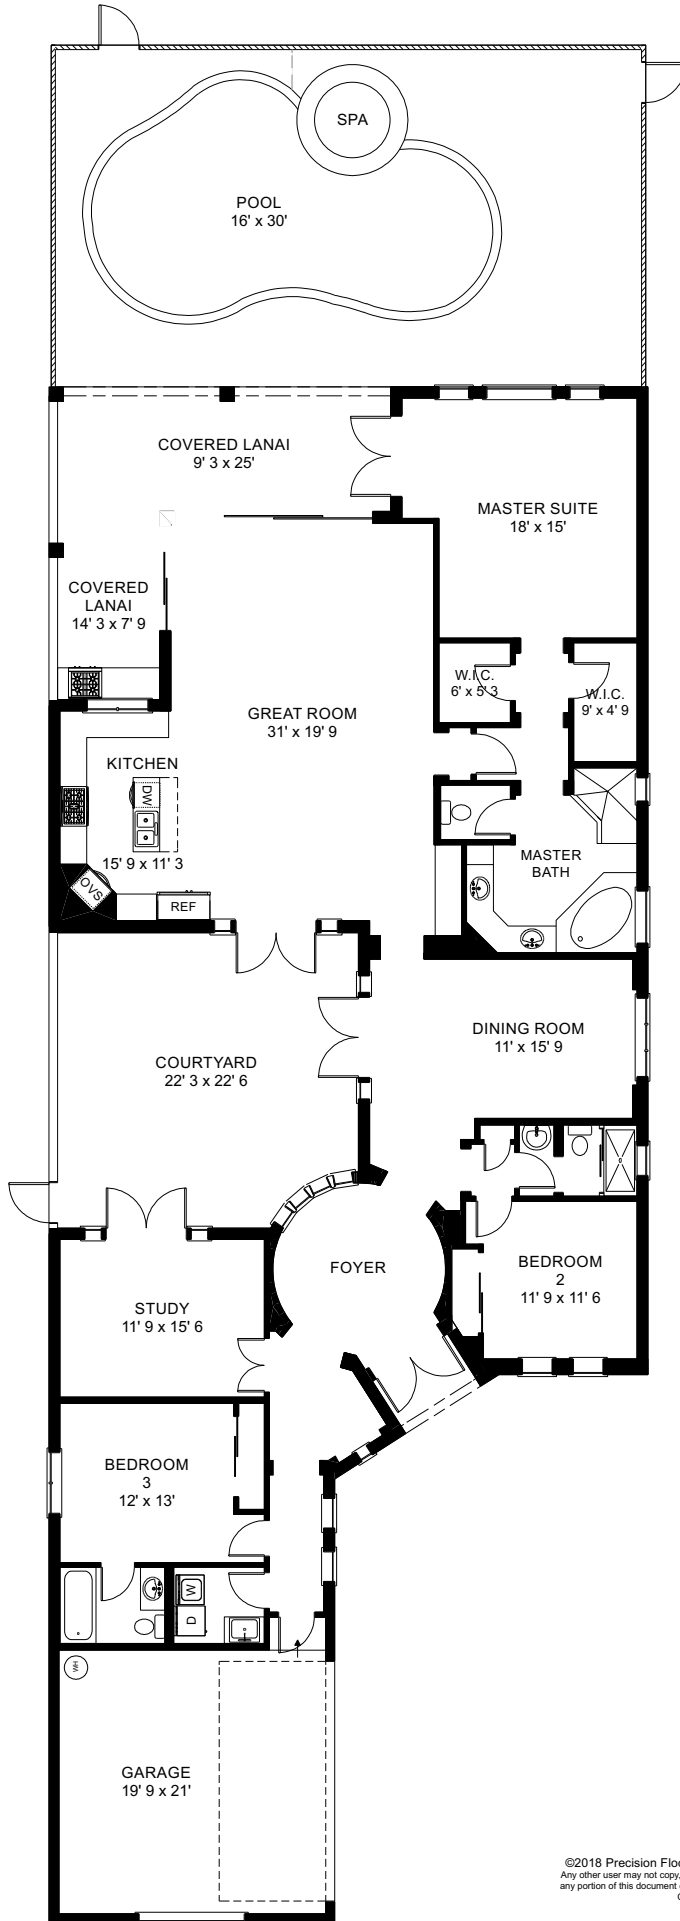 SPA
POOL
16' x 30'
COVERED LANAI
9' 3 x 25'
MASTER SUITE
18' x 15'
COVERED
LANAI
14' 3 x 7' 9
W.I.C.
6' x 5' 3
W.I.C.
9' x 4' 9
GREAT ROOM
31' x 19' 9
KITCHEN
DW
15' 9 x 11' 3
OVS
REF
MASTER
BATH
DINING ROOM
11' x 15' 9
COURTYARD
22' 3 x 22' 6
FOYER
BEDROOM
2
11' 9 x 11' 6
STUDY
11' 9 x 15' 6
BEDROOM
3
12' x 13'
W
D
WH
GARAGE
19' 9 x 21'
©2018 Precision Floo
Any other user may not copy,
any portion of this document